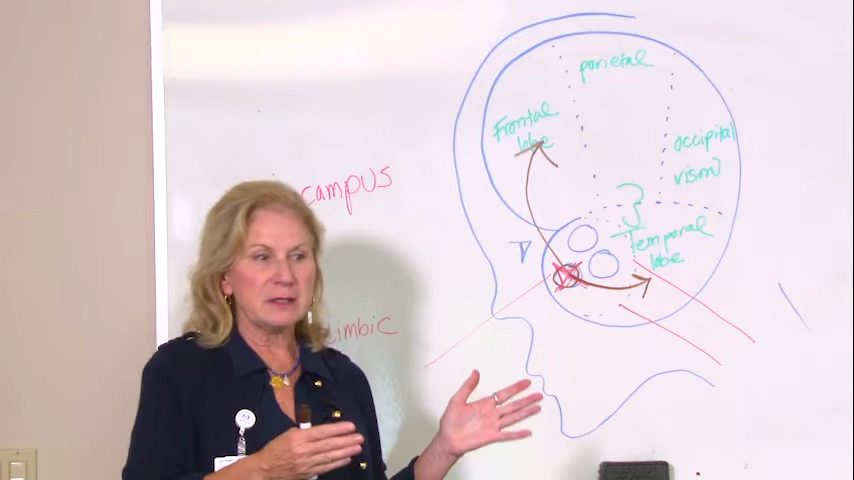 parietal
Frontal
lobe
occipital
vision
campus
Temporal
lobe
Limbic